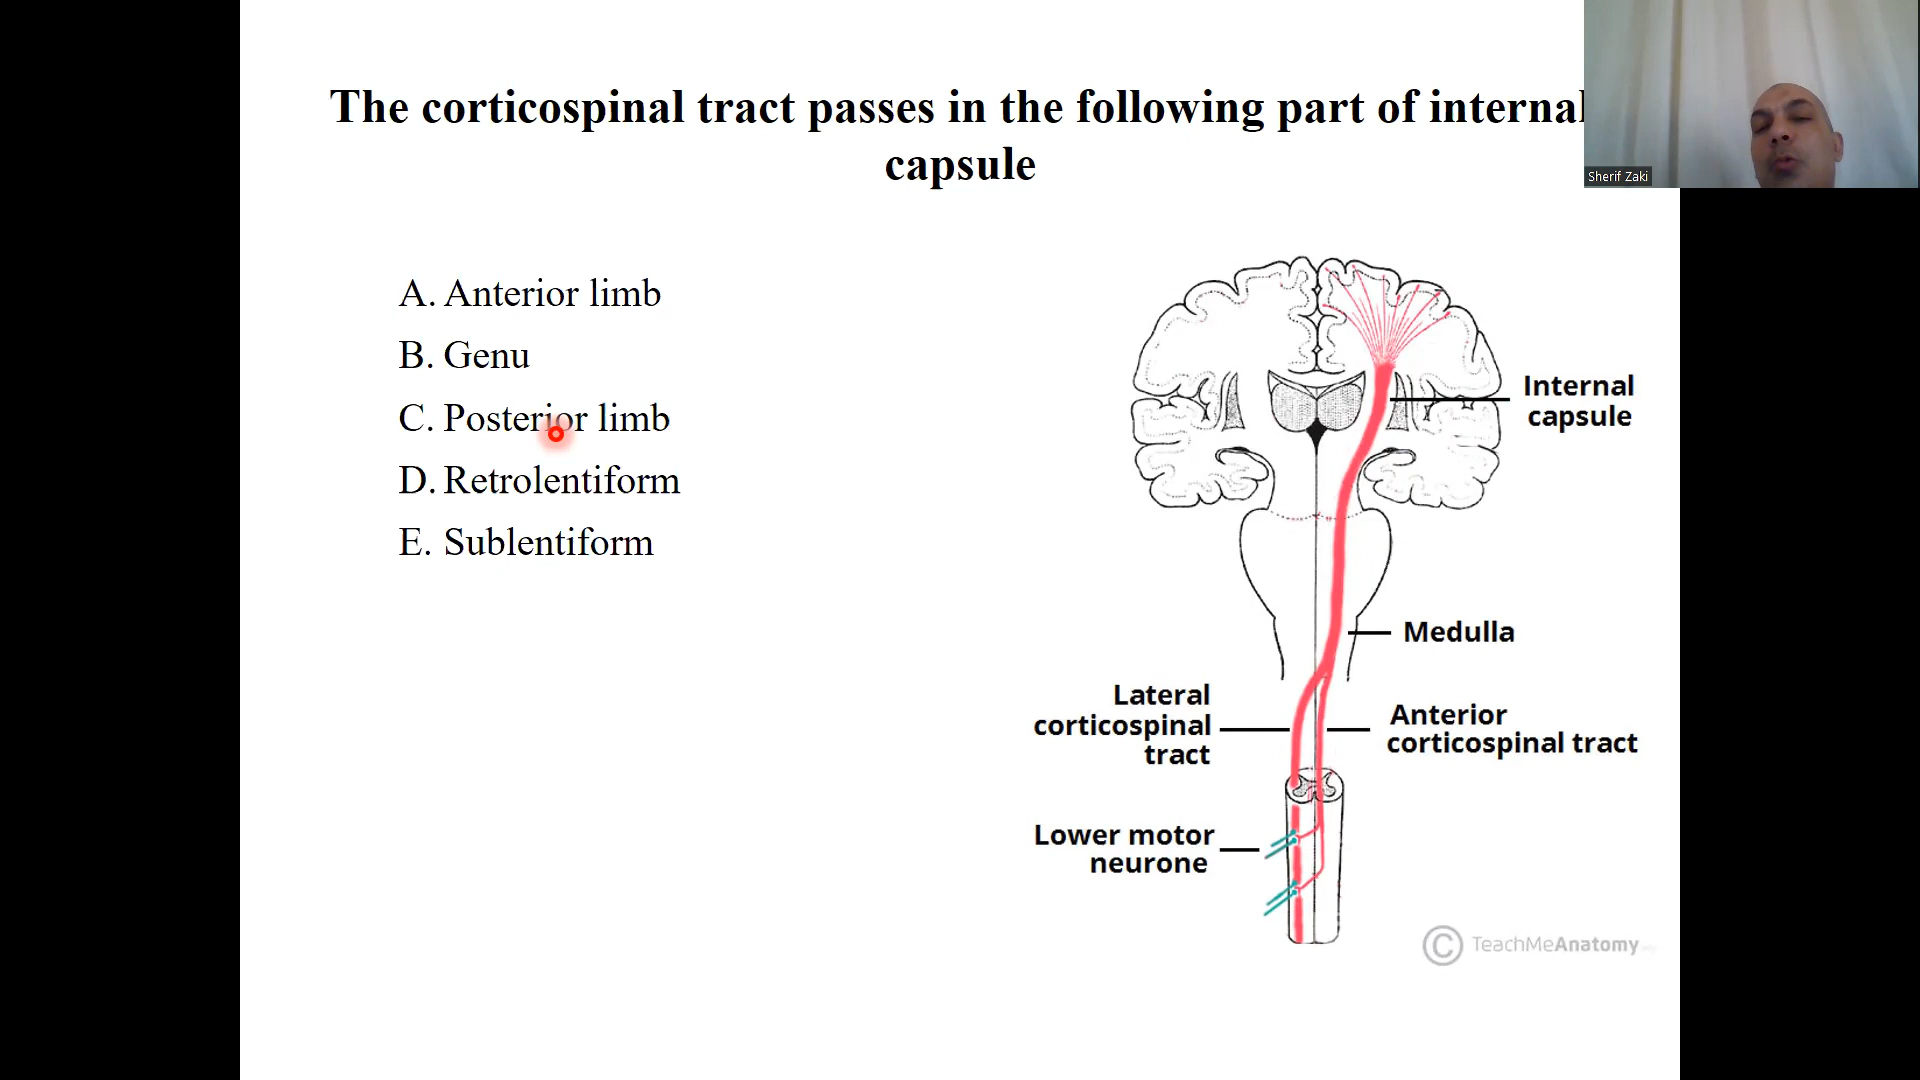 The corticospinal tract passes in the following part of internal
capsule
Sherif Zaki
A. Anterior limb
B. Genu
C. Posterior limb
D. Retrolentiform
E. Sublentiform
Internal
capsule
Medulla
Lateral
corticospinal
tract
Anterior
corticospinal tract
Lower motor
neurone
© TeachMeAnatomy